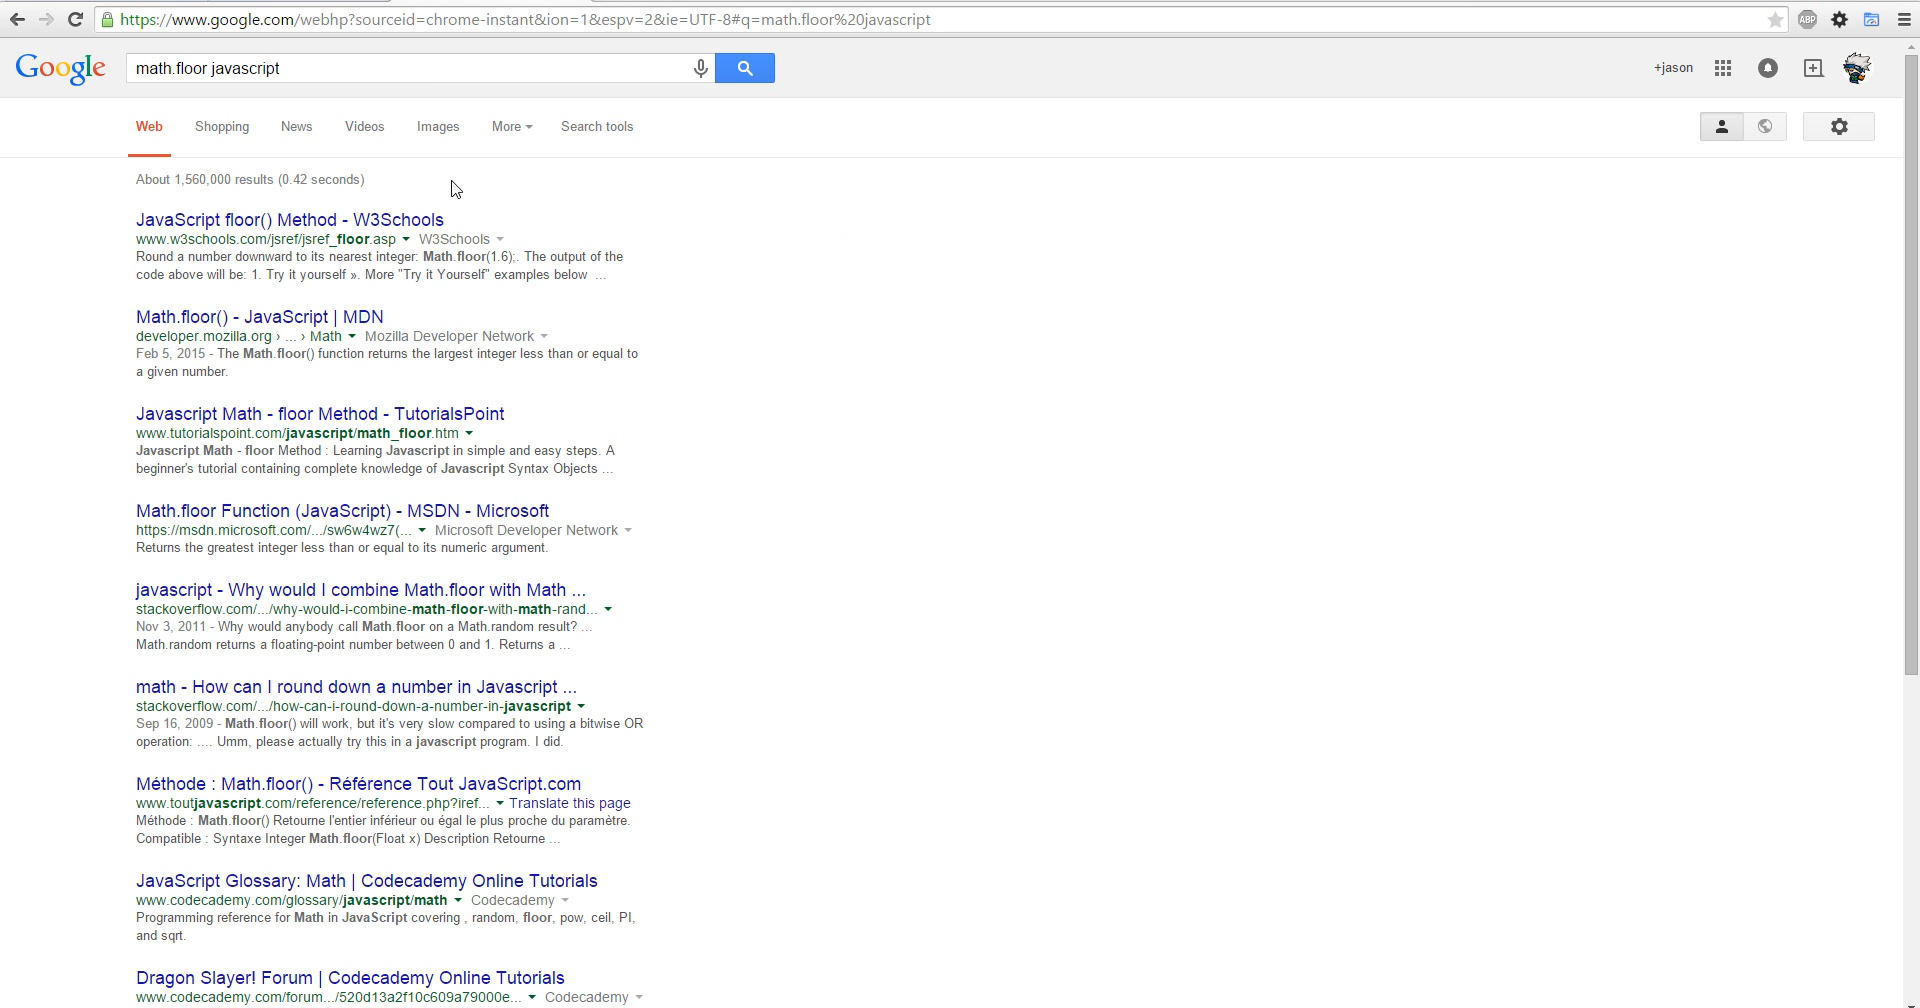 https://www.google.com/webhp?sourceid=chrome-instant&ion=1&espv=2&ie=UTF-8#q=math.floor%20javascript
ABP
Google
math.floor javascript
+jason
Web Shopping News Videos Images More Search tools
About 1,560,000 results (0.42 seconds)
JavaScript floor() Method - W3Schools
www.w3schools.com/jsref/jsref_floor.asp W3Schools
Round a number downward to its nearest integer: Math.floor(1.6);. The output of the
code above will be: 1. Try it yourself ». More "Try it Yourself" examples below ...
Math.floor() - JavaScript | MDN
developer.mozilla.org › ... › Math Mozilla Developer Network
Feb 5, 2015 - The Math.floor() function returns the largest integer less than or equal to
a given number.
Javascript Math - floor Method - TutorialsPoint
www.tutorialspoint.com/javascript/math_floor.htm
Javascript Math - floor Method : Learning Javascript in simple and easy steps. A
beginner's tutorial containing complete knowledge of Javascript Syntax Objects ...
Math.floor Function (JavaScript) - MSDN - Microsoft
https://msdn.microsoft.com/.../sw6w4wz7(... Microsoft Developer Network
Returns the greatest integer less than or equal to its numeric argument.
javascript - Why would I combine Math.floor with Math ...
stackoverflow.com/.../why-would-i-combine-math-floor-with-math-rand...
Nov 3, 2011 - Why would anybody call Math.floor on a Math.random result? ...
Math.random returns a floating-point number between 0 and 1. Returns a ...
math - How can I round down a number in Javascript ...
stackoverflow.com/.../how-can-i-round-down-a-number-in-javascript
Sep 16, 2009 - Math.floor() will work, but it's very slow compared to using a bitwise OR
operation: .... Umm, please actually try this in a javascript program. I did.
Méthode : Math.floor() - Référence Tout JavaScript.com
www.toutjavascript.com/reference/reference.php?iref... Translate this page
Méthode : Math.floor() Retourne l'entier inférieur ou égal le plus proche du paramètre.
Compatible : Syntaxe Integer Math.floor(Float x) Description Retourne ...
JavaScript Glossary: Math | Codecademy Online Tutorials
www.codecademy.com/glossary/javascript/math Codecademy
Programming reference for Math in JavaScript covering , random, floor, pow, ceil, PI,
and sqrt.
Dragon Slayer! Forum | Codecademy Online Tutorials
www.codecademy.com/forum.../520d13a2f10c609a79000e... Codecademy